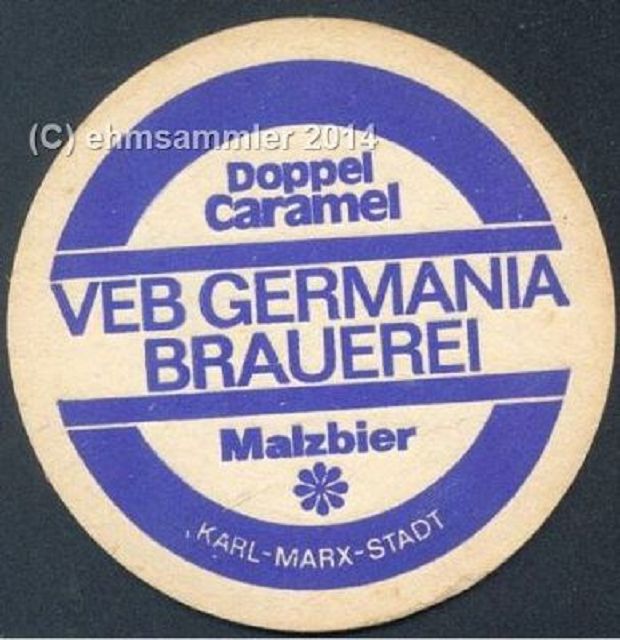 (C) ehmsammler 2014
Doppel
Caramel
VEB GERMANIA
BRAUEREI
Malzbier
KARL-MARX-STADT